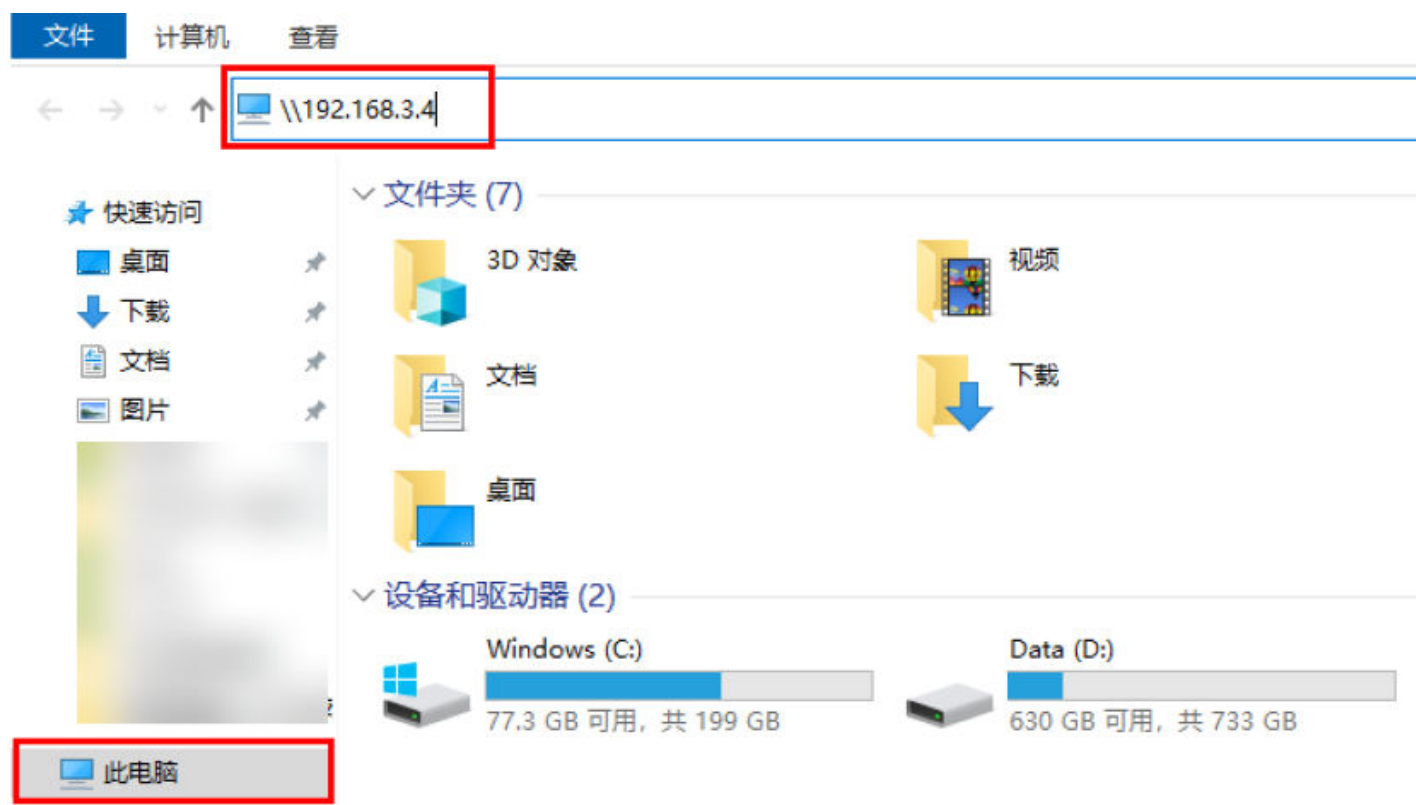 文件 计算机 查看
\\192.168.3.4
快速访问
桌面
下载
文档
图片
此电脑
文件夹 (7)
3D 对象
视频
文档
下载
桌面
设备和驱动器 (2)
Windows (C:)
77.3 GB 可用，共 199 GB
Data (D:)
630 GB 可用，共 733 GB